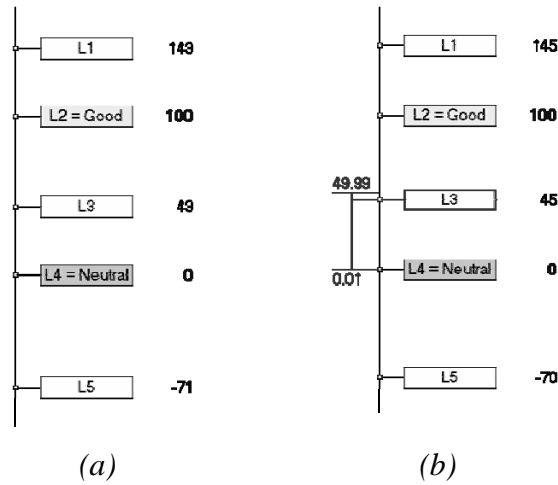 L1 143
L2 = Good 100
L3 49
L4 = Neutral 0
L5 -71
(a)
L1 145
L2 = Good 100
49.99
L3 45
L4 = Neutral 0
0.01
L5 -70
(b)